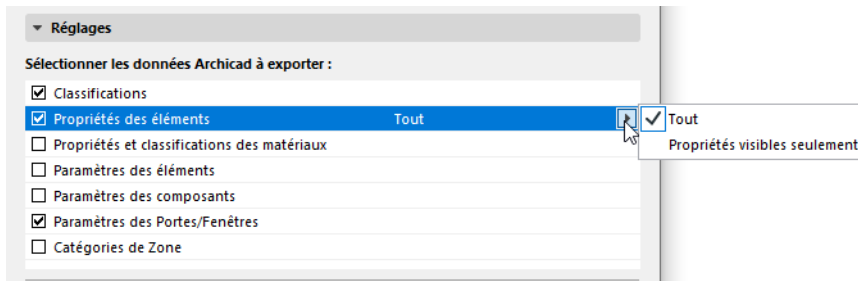 Réglages
Sélectionner les données Archicad à exporter :
Classifications
Propriétés des éléments Tout
Tout
Propriétés visibles seulement
Propriétés et classifications des matériaux
Paramètres des éléments
Paramètres des composants
Paramètres des Portes/Fenêtres
Catégories de Zone